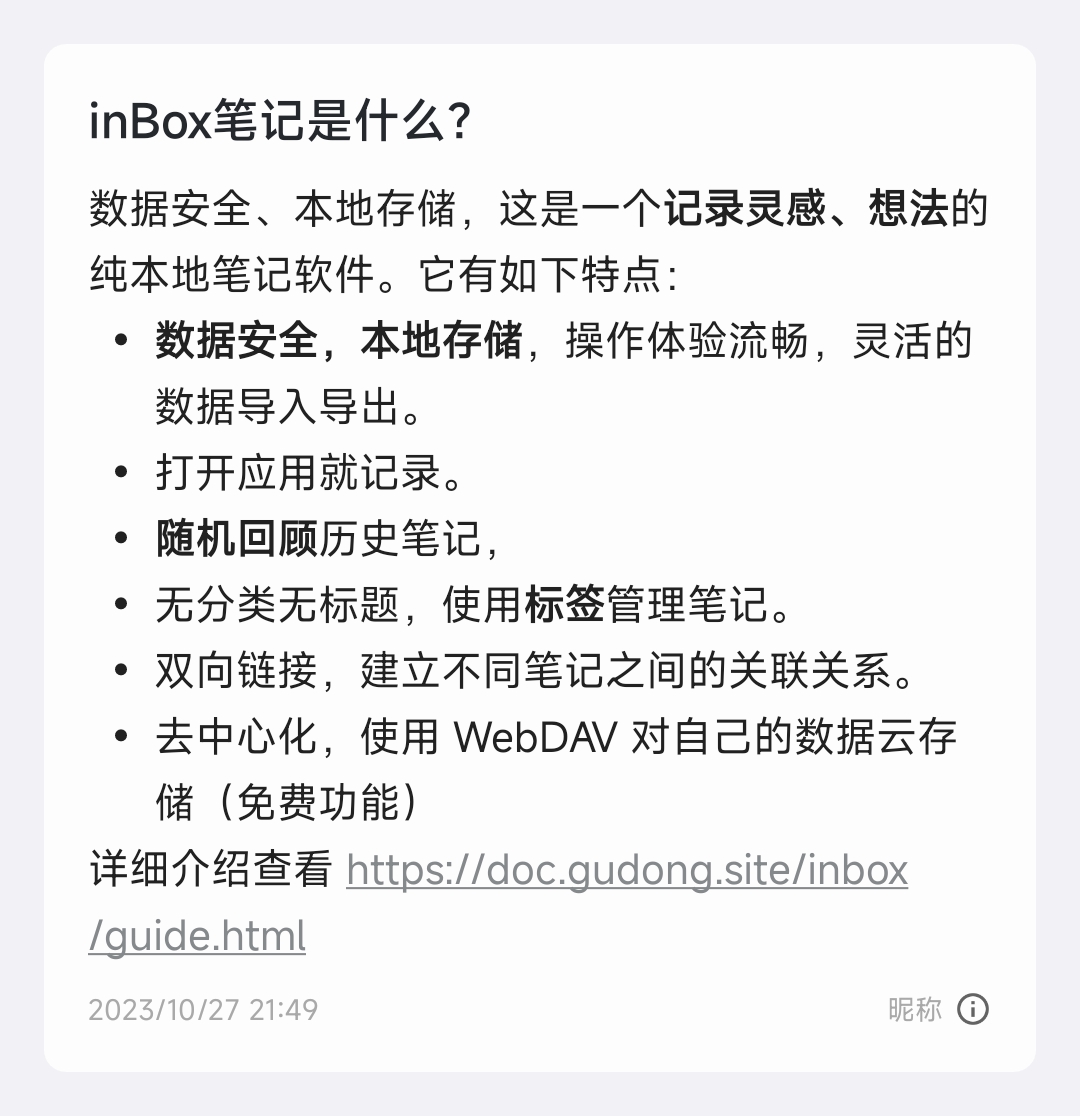 inBox笔记是什么？
数据安全、本地存储，这是一个记录灵感、想法的
纯本地笔记软件。它有如下特点：
• 数据安全，本地存储，操作体验流畅，灵活的
数据导入导出。
• 打开应用就记录。
• 随机回顾历史笔记，
• 无分类无标题，使用标签管理笔记。
• 双向链接，建立不同笔记之间的关联关系。
• 去中心化，使用 WebDAV 对自己的数据云存
储（免费功能）
详细介绍查看 https://doc.gudong.site/inbox
/guide.html
2023/10/27 21:49 昵称